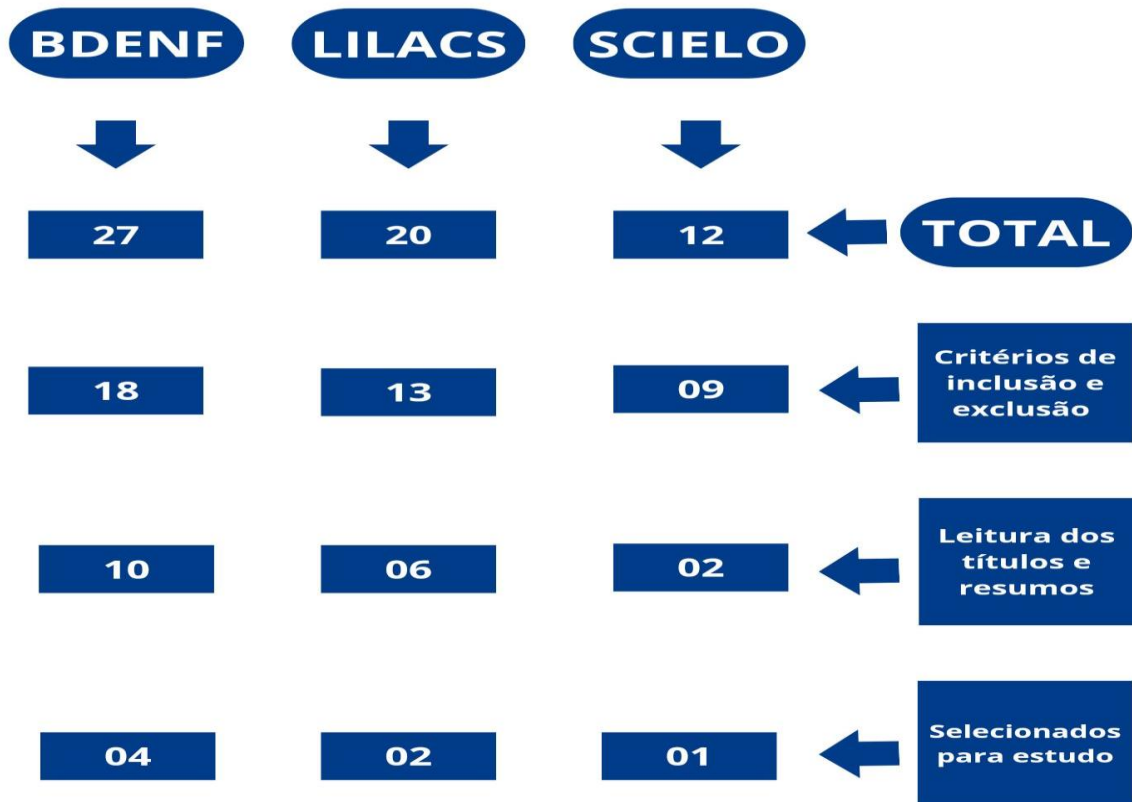 BDENF LILACS SCIELO
27 20 12 TOTAL
18 13 09 Critérios de
inclusão e
exclusão
10 06 02 Leitura dos
títulos e
resumos
04 02 01 Selecionados
para estudo